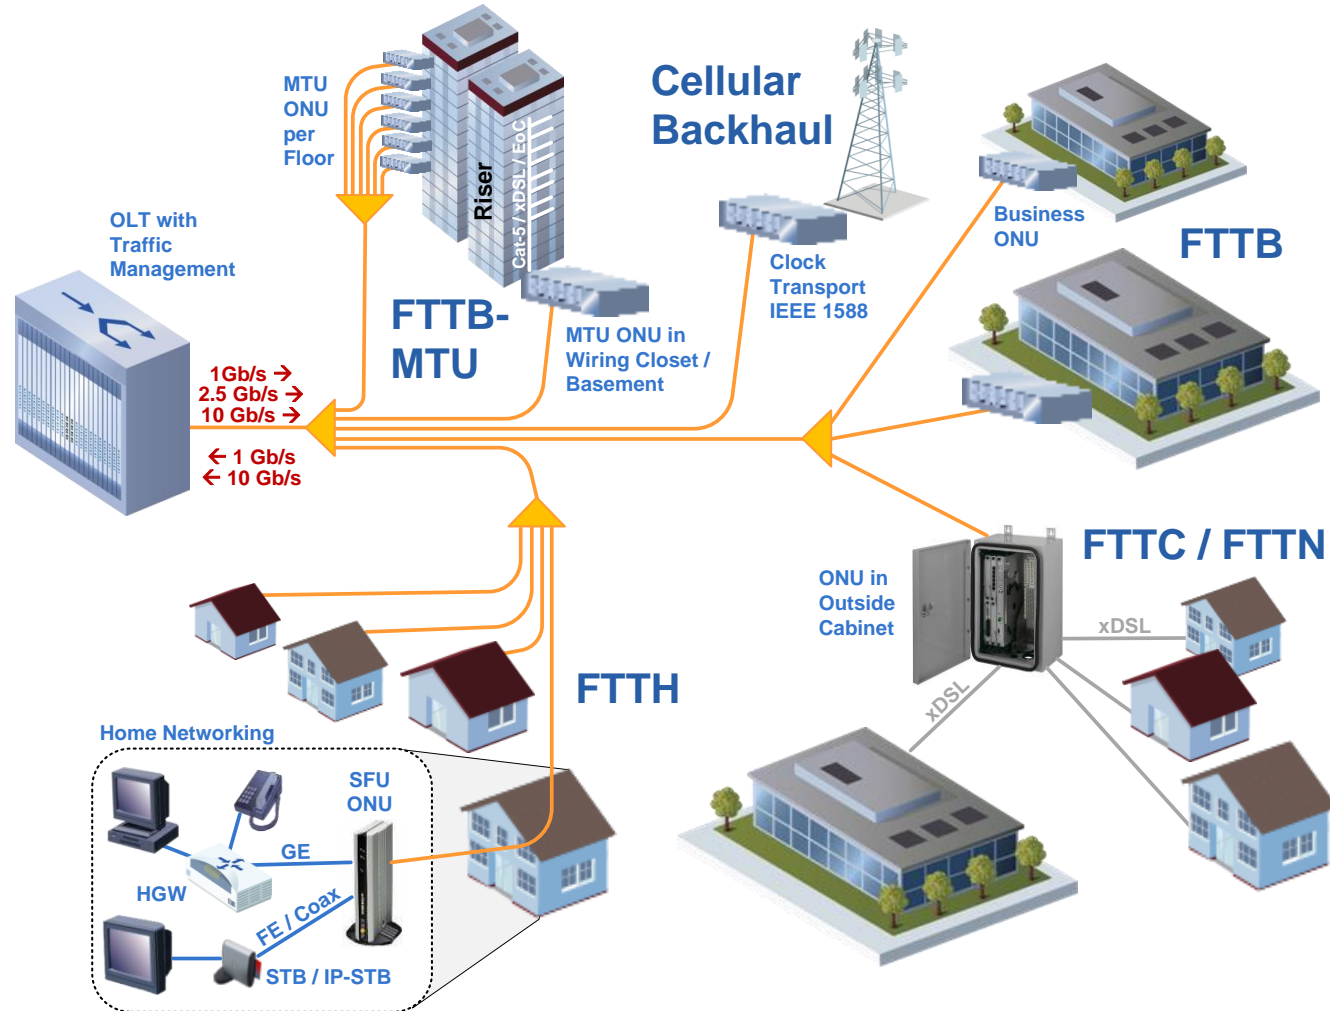 MTU
ONU
per
Floor
Riser
Cat-5 / xDSL / EoC
Cellular
Backhaul
OLT with
Traffic
Management
Business
ONU
FTTB
Clock
Transport
IEEE 1588
FTTB-
MTU
MTU ONU in
Wiring Closet /
Basement
1Gb/s →
2.5 Gb/s →
10 Gb/s →
← 1 Gb/s
← 10 Gb/s
FTTC / FTTN
ONU in
Outside
Cabinet
xDSL
xDSL
FTTH
Home Networking
SFU
ONU
GE
HGW
FE / Coax
STB / IP-STB